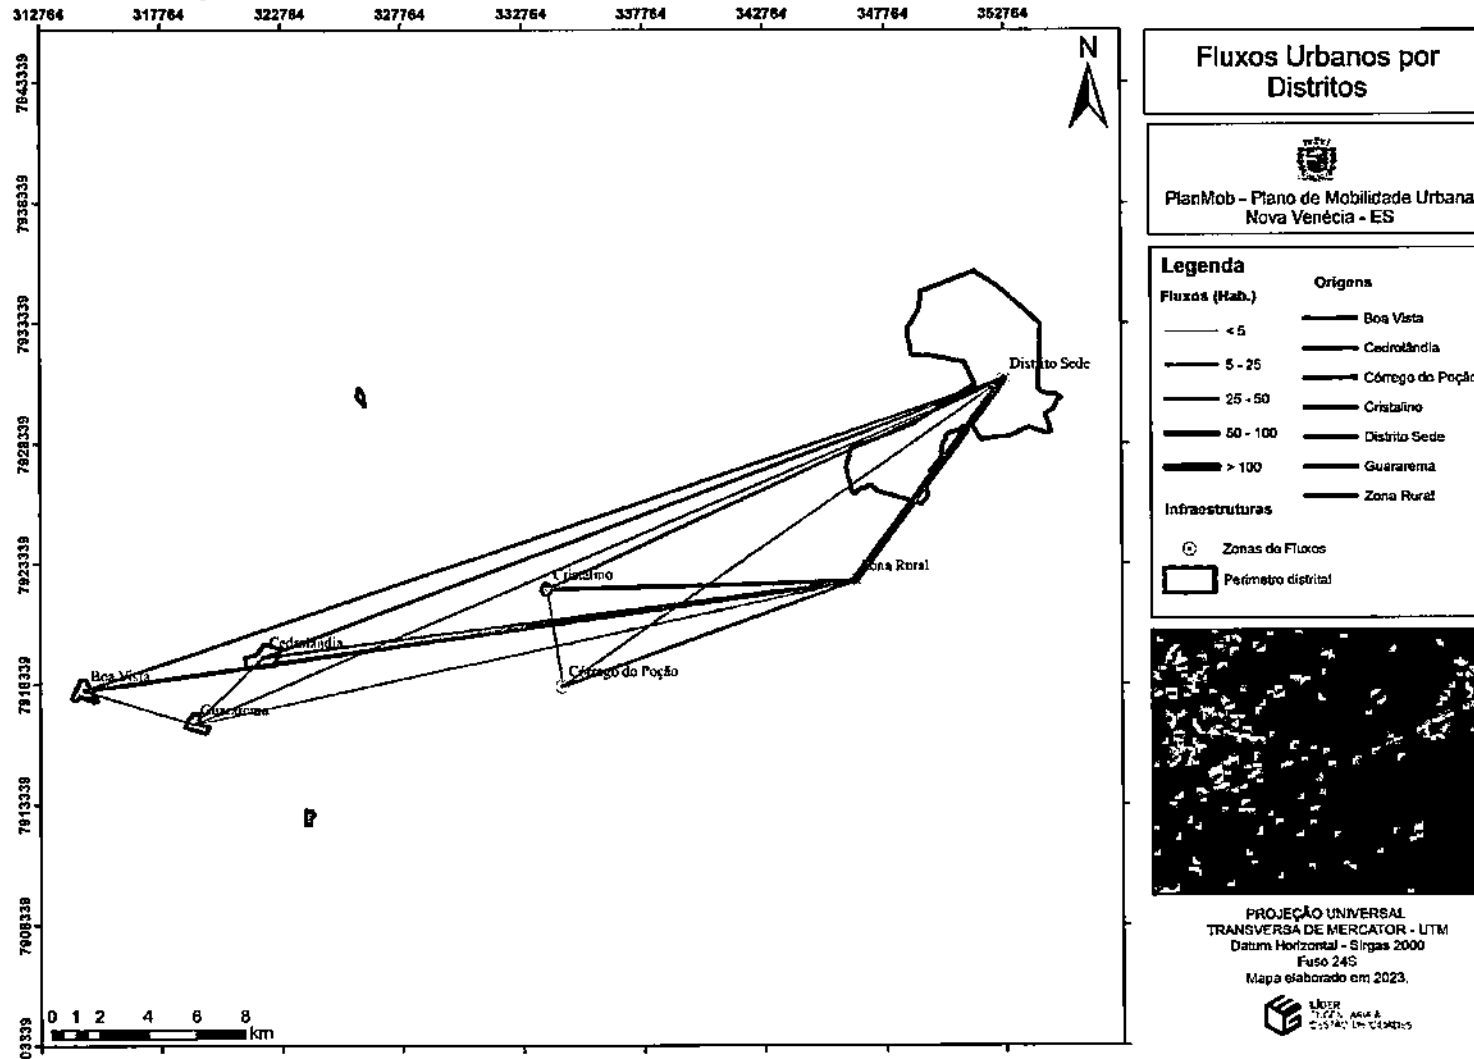 312764 317764 322764 327764 332764 337764 342764 347764 352764
7943339
7938339
7933339
7928339
7923339
7918339
7913339
7908339
03339
N
Distrito Sede
Zona Rural
Cristalino
Cedrolândia
Córrego do Poção
Boa Vista
Guararema
0 1 2 4 6 8
km
Fluxos Urbanos por
Distritos
PlanMob - Plano de Mobilidade Urbana
Nova Venécia - ES
Legenda
Fluxos (Hab.)
< 5
5 - 25
25 - 50
50 - 100
> 100
Origens
Boa Vista
Cedrolândia
Córrego do Poção
Cristalino
Distrito Sede
Guararema
Zona Rural
Infraestruturas
Zonas do Fluxos
Perímetro distrital
PROJEÇÃO UNIVERSAL
TRANSVERSA DE MERCATOR - UTM
Datum Horizontal - Sirgas 2000
Fuso 24S
Mapa elaborado em 2023.
LÍDER